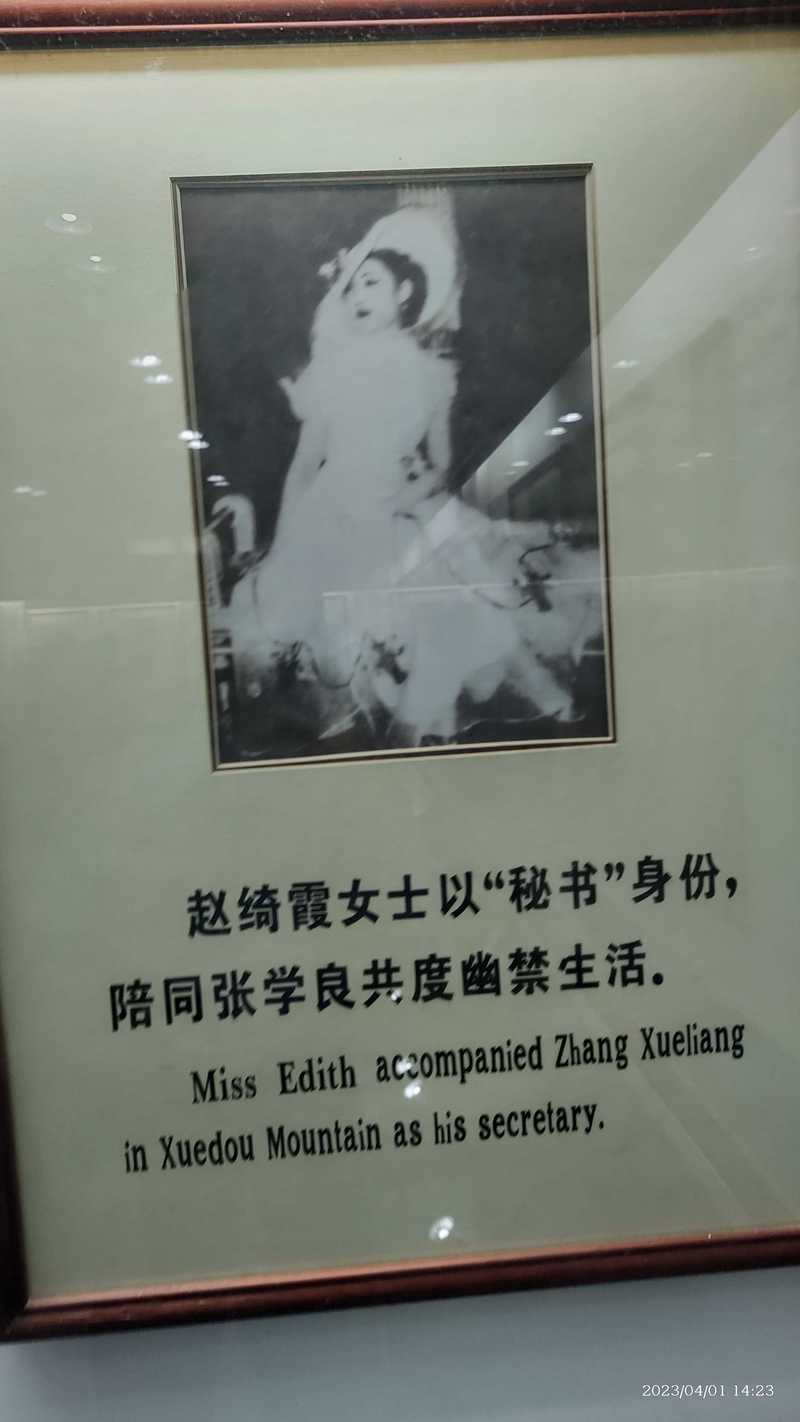 赵绮霞女士以“秘书”身份，
陪同张学良共度幽禁生活。
Miss Edith accompanied Zhang Xueliang
in Xuedou Mountain as his secretary.
2023/04/01 14:23